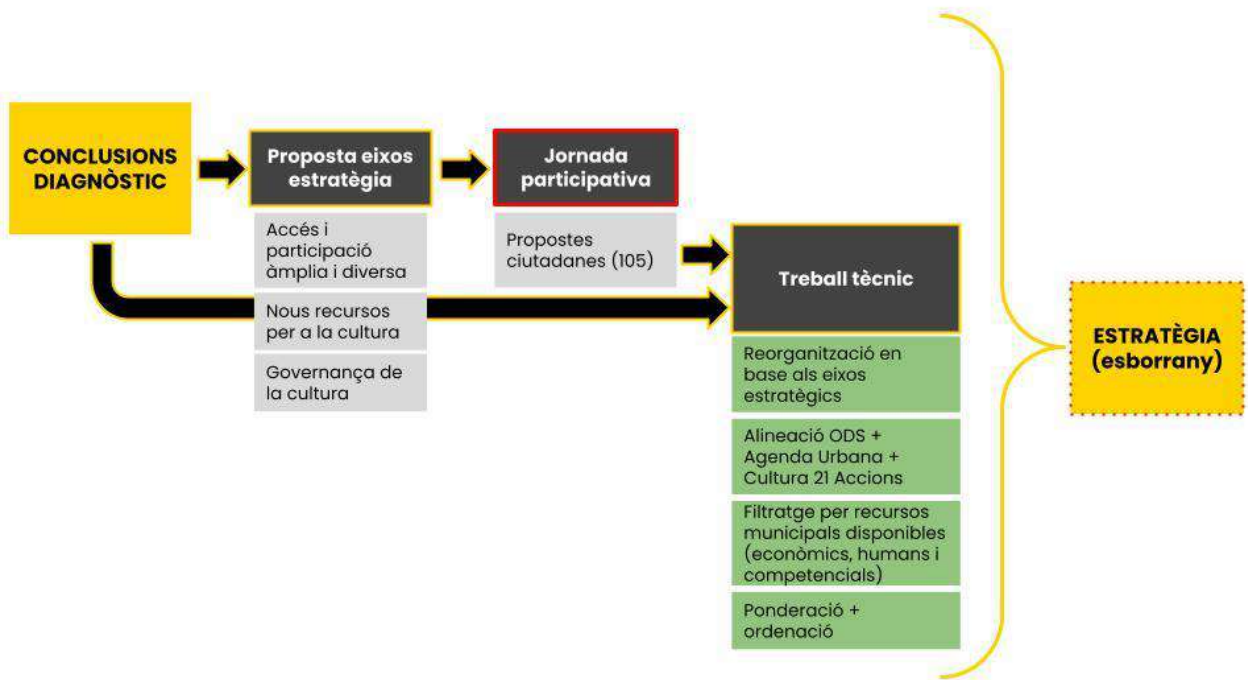 CONCLUSIONS
DIAGNÒSTIC
Proposta eixos
estratègia
Accés i
participació
àmplia i diversa
Nous recursos
per a la cultura
Governança de
la cultura
Jornada
participativa
Propostes
ciutadanes (105)
Treball tècnic
Reorganització en
base als eixos
estratègics
Alineació ODS +
Agenda Urbana +
Cultura 21 Accions
Filtratge per recursos
municipals disponibles
(econòmics, humans i
competencials)
Ponderació +
ordenació
ESTRATÈGIA
(esborrany)